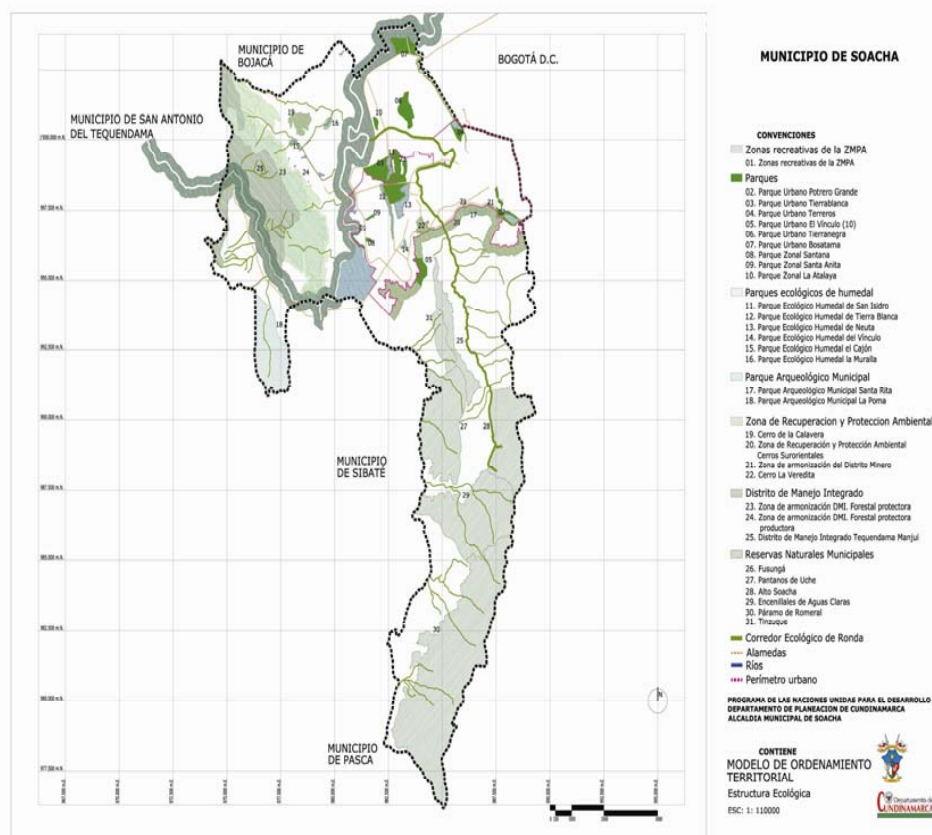 MUNICIPIO DE SOACHA
MUNICIPIO DE
BOJACÁ
BOGOTÁ D.C.
MUNICIPIO DE SAN ANTONIO
DEL TEQUENDAMA
MUNICIPIO
DE SIBATÉ
MUNICIPIO
DE PASCA
CONVENCIONES
Zonas recreativas de la ZMPA
01. Zonas recreativas de la ZMPA
Parques
02. Parque Urbano Potrero Grande
03. Parque Urbano Tierrablanca
04. Parque Urbano Terreros
05. Parque Urbano El Vínculo (10)
06. Parque Urbano Tierranegra
07. Parque Urbano Bosatama
08. Parque Zonal Santana
09. Parque Zonal Santa Anita
10. Parque Zonal La Atalaya
Parques ecológicos de humedal
11. Parque Ecológico Humedal de San Isidro
12. Parque Ecológico Humedal de Tierra Blanca
13. Parque Ecológico Humedal de Neuta
14. Parque Ecológico Humedal del Vínculo
15. Parque Ecológico Humedal el Cajón
16. Parque Ecológico Humedal la Muralla
Parque Arqueológico Municipal
17. Parque Arqueológico Municipal Santa Rita
18. Parque Arqueológico Municipal La Poma
Zona de Recuperacion y Proteccion Ambiental
19. Cerro de la Calavera
20. Zona de Recuperación y Protección Ambiental
Cerros Surorientales
21. Zona de armonización del Distrito Minero
22. Cerro La Veredita
Distrito de Manejo Integrado
23. Zona de armonización DMI. Forestal protectora
24. Zona de armonización DMI. Forestal protectora
productora
25. Distrito de Manejo Integrado Tequendama Manjui
Reservas Naturales Municipales
26. Fusungá
27. Pantanos de Uche
28. Alto Soacha
29. Encenillales de Aguas Claras
30. Páramo de Romeral
31. Tinzuque
Corredor Ecológico de Ronda
Alamedas
Ríos
Perímetro urbano
PROGRAMA DE LAS NACIONES UNIDAS PARA EL DESARROLLO
DEPARTAMENTO DE PLANEACION DE CUNDINAMARCA
ALCALDIA MUNICIPAL DE SOACHA
CONTIENE
MODELO DE ORDENAMIENTO
TERRITORIAL
Estructura Ecológica
ESC: 1: 110000
Departamento de
CUNDINAMARCA